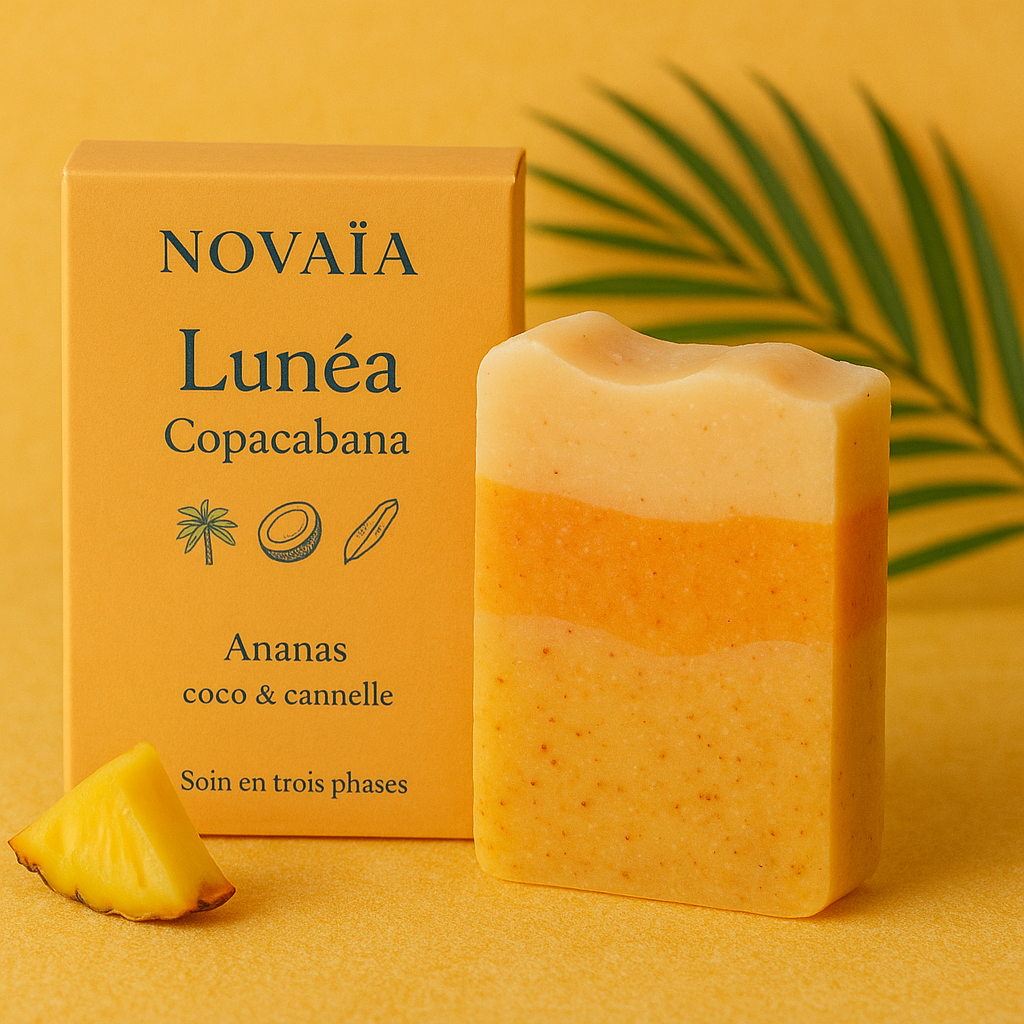 NOVAÏA
Lunéa
Copacabana
Ananas
coco & cannelle
Soin en trois phases